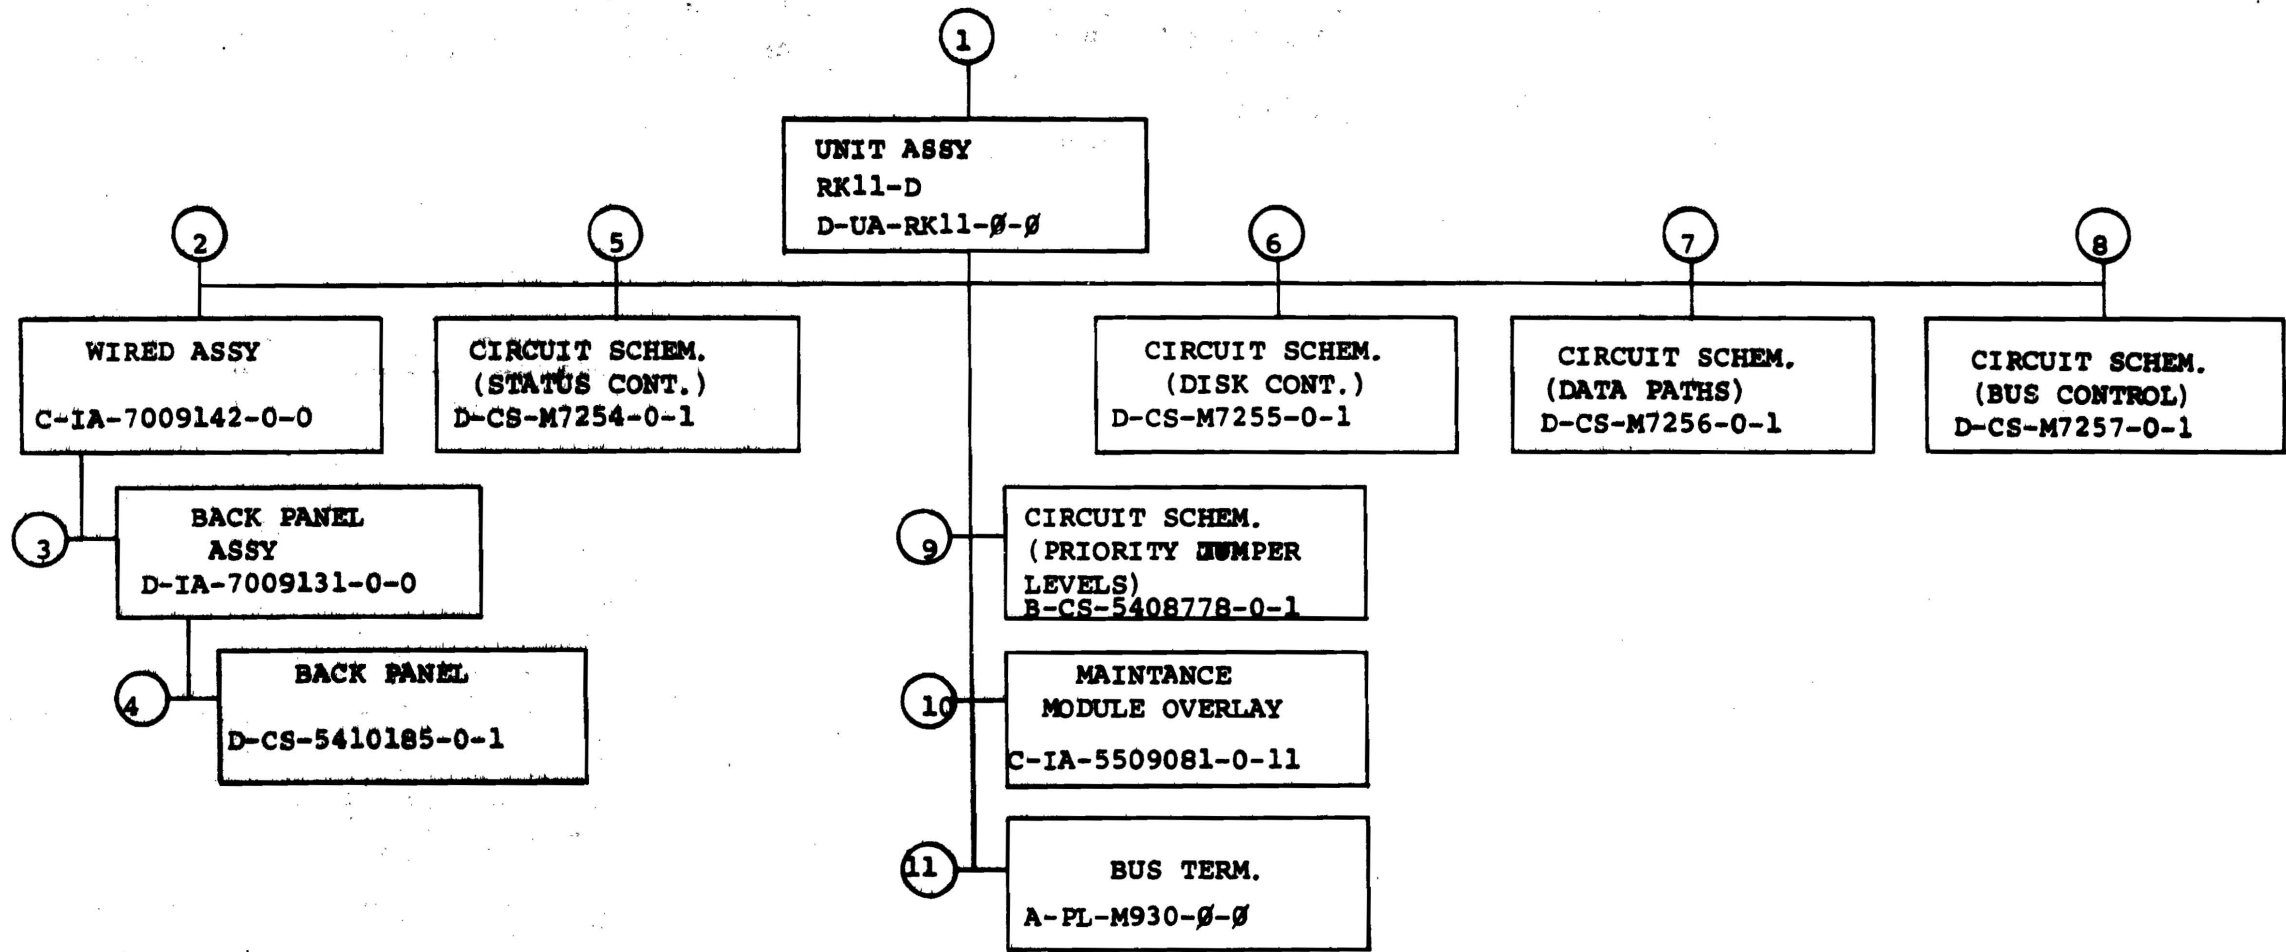 1
UNIT ASSY
RK11-D
D-UA-RK11-Ø-Ø
2
5
6
7
8
WIRED ASSY
C-IA-7009142-0-0
CIRCUIT SCHEM.
(STATUS CONT.)
D-CS-M7254-0-1
CIRCUIT SCHEM.
(DISK CONT.)
D-CS-M7255-0-1
CIRCUIT SCHEM.
(DATA PATHS)
D-CS-M7256-0-1
CIRCUIT SCHEM.
(BUS CONTROL)
D-CS-M7257-0-1
3
BACK PANEL
ASSY
D-IA-7009131-0-0
4
BACK PANEL
D-CS-5410185-0-1
9
CIRCUIT SCHEM.
(PRIORITY JUMPER
LEVELS)
B-CS-5408778-0-1
10
MAINTANCE
MODULE OVERLAY
C-IA-5509081-0-11
11
BUS TERM.
A-PL-M930-Ø-Ø